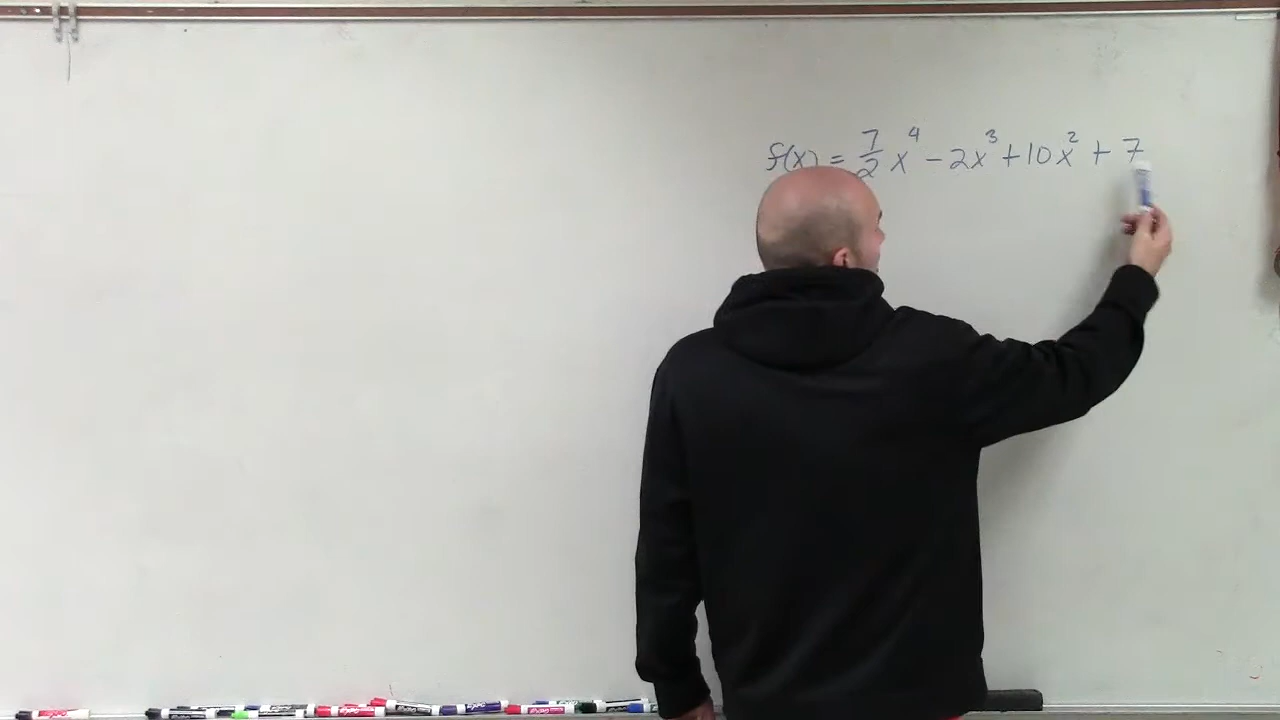 f(x) = 7/2 x⁴ − 2x³ + 10x² + 7